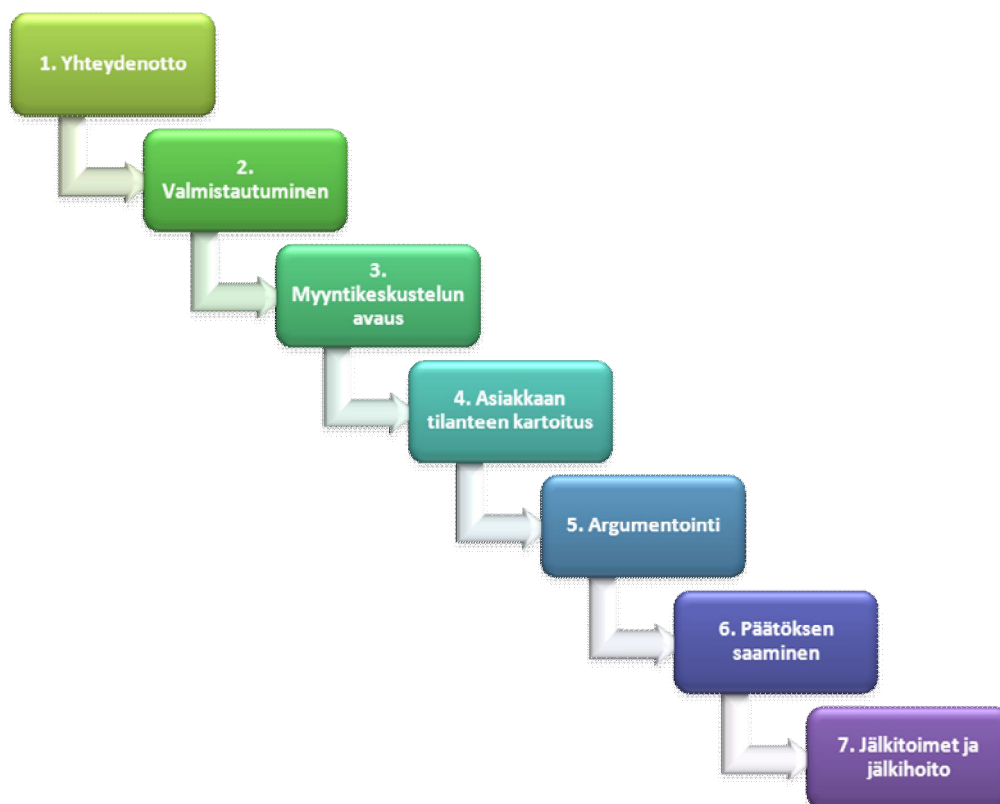 1. Yhteydenotto
2.
Valmistautuminen
3.
Myyntikeskustelun
avaus
4. Asiakkaan
tilanteen kartoitus
5. Argumentointi
6. Päätöksen
saaminen
7. Jälkitoimet ja
jälkihoito